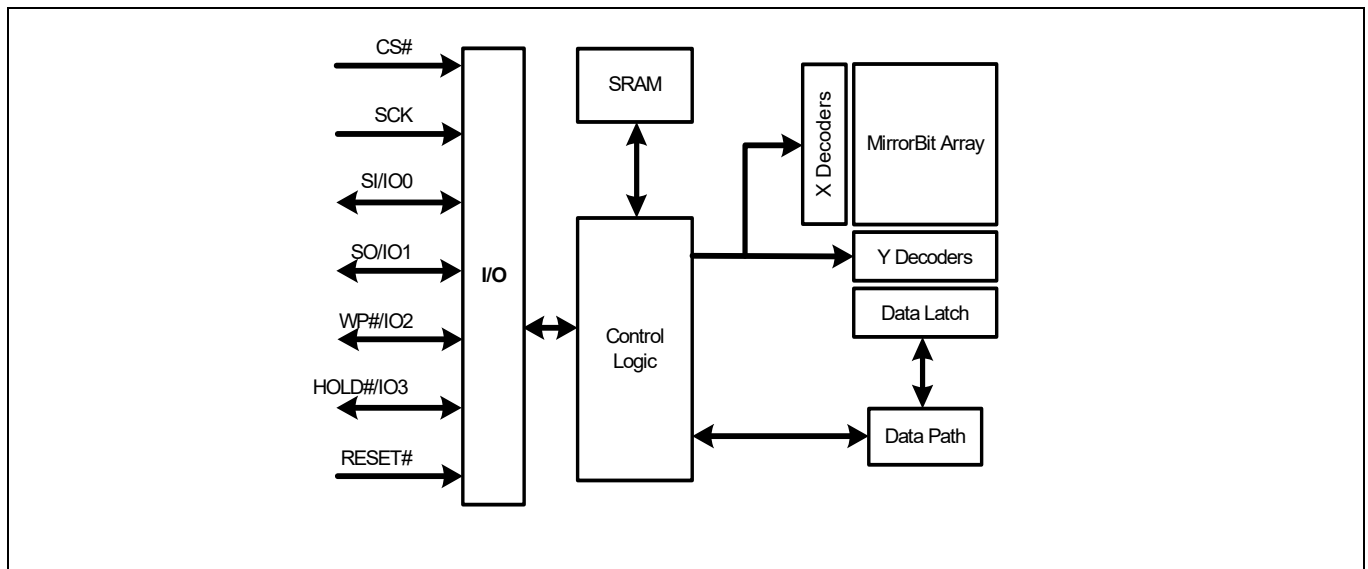 CS#
SCK
SI/IO0
SO/IO1
WP#/IO2
HOLD#/IO3
RESET#
I/O
SRAM
Control
Logic
X Decoders
MirrorBit Array
Y Decoders
Data Latch
Data Path